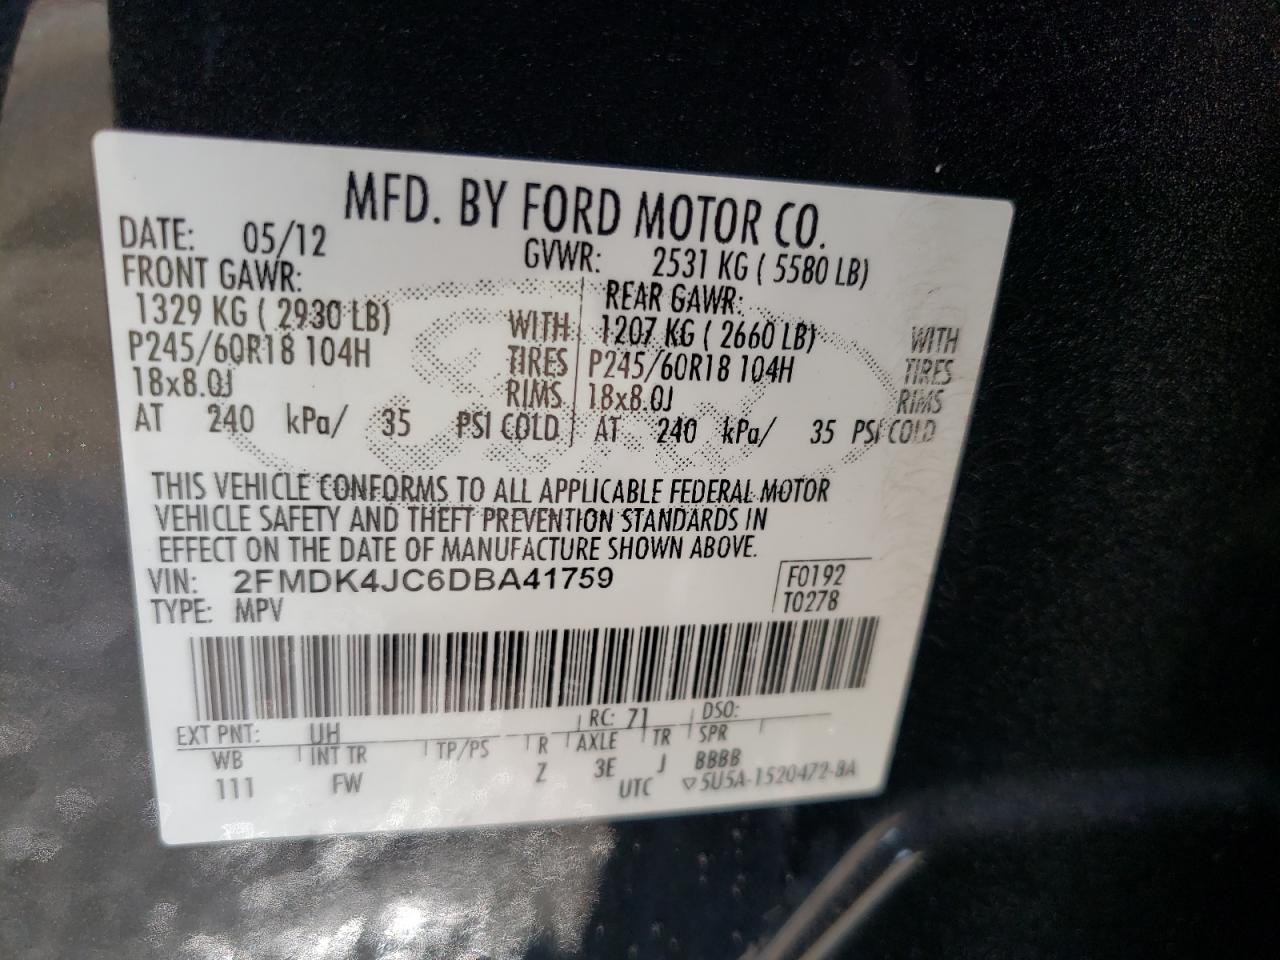 MFD. BY FORD MOTOR CO.
DATE: 05/12 GVWR: 2531 KG ( 5580 LB)
FRONT GAWR: REAR GAWR:
1329 KG ( 2930 LB) WITH 1207 KG ( 2660 LB) WITH
P245/60R18 104H TIRES P245/60R18 104H TIRES
18x8.0J RIMS 18x8.0J RIMS
AT 240 kPa/ 35 PSI COLD AT 240 kPa/ 35 PSI COLD
THIS VEHICLE CONFORMS TO ALL APPLICABLE FEDERAL MOTOR
VEHICLE SAFETY AND THEFT PREVENTION STANDARDS IN
EFFECT ON THE DATE OF MANUFACTURE SHOWN ABOVE.
VIN: 2FMDK4JC6DBA41759 F0192
TYPE: MPV T0278
EXT PNT: UH RC: 71 DSO:
WB INT TR TP/PS R AXLE TR SPR
111 FW Z 3E J BBBB
UTC ▽5U5A-1520472-BA